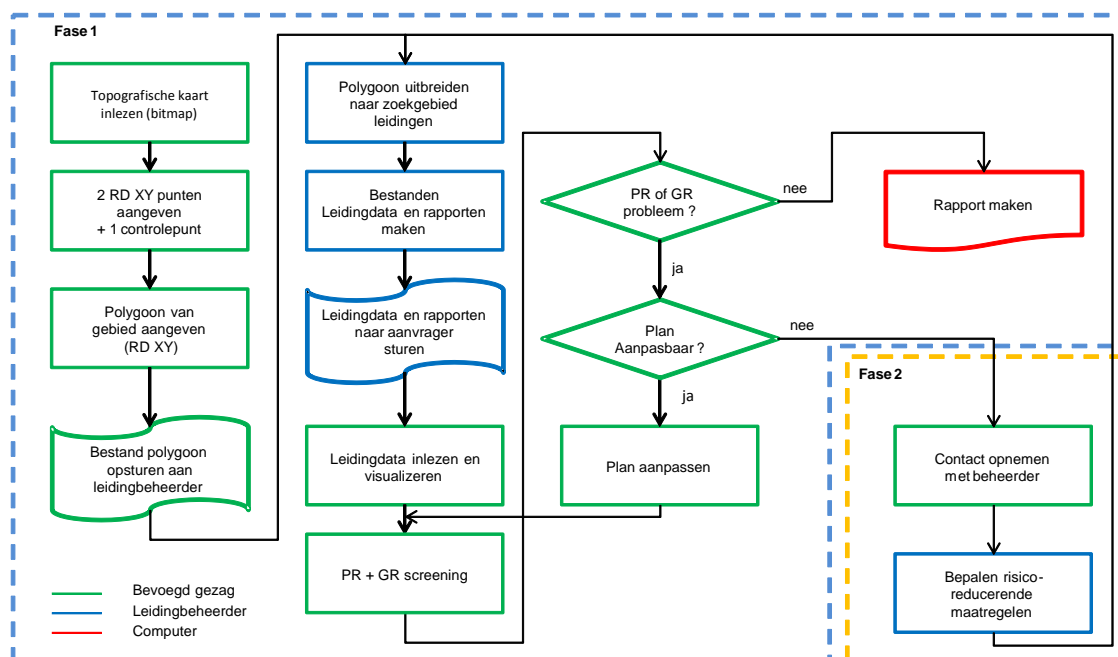 Fase 1
Topografische kaart
inlezen (bitmap)
2 RD XY punten
aangeven
+ 1 controlepunt
Polygoon van
gebied aangeven
(RD XY)
Bestand polygoon
opsturen aan
leidingbeheerder
Polygoon uitbreiden
naar zoekgebied
leidingen
Bestanden
Leidingdata en rapporten
maken
Leidingdata en rapporten
naar aanvrager
sturen
Leidingdata inlezen en
visualizeren
PR + GR screening
PR of GR
probleem ?
nee
ja
Plan
Aanpasbaar ?
nee
ja
Plan aanpassen
Rapport maken
Fase 2
Contact opnemen
met beheerder
Bepalen risico-
reducerende
maatregelen
Bevoegd gezag
Leidingbeheerder
Computer